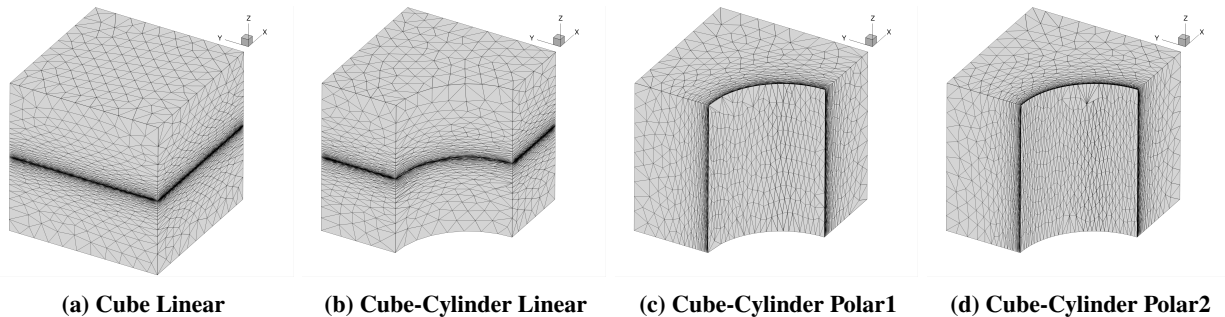 Z
Y X
Z
Y X
Z
Y X
Z
Y X
(a) Cube Linear
(b) Cube-Cylinder Linear
(c) Cube-Cylinder Polar1
(d) Cube-Cylinder Polar2